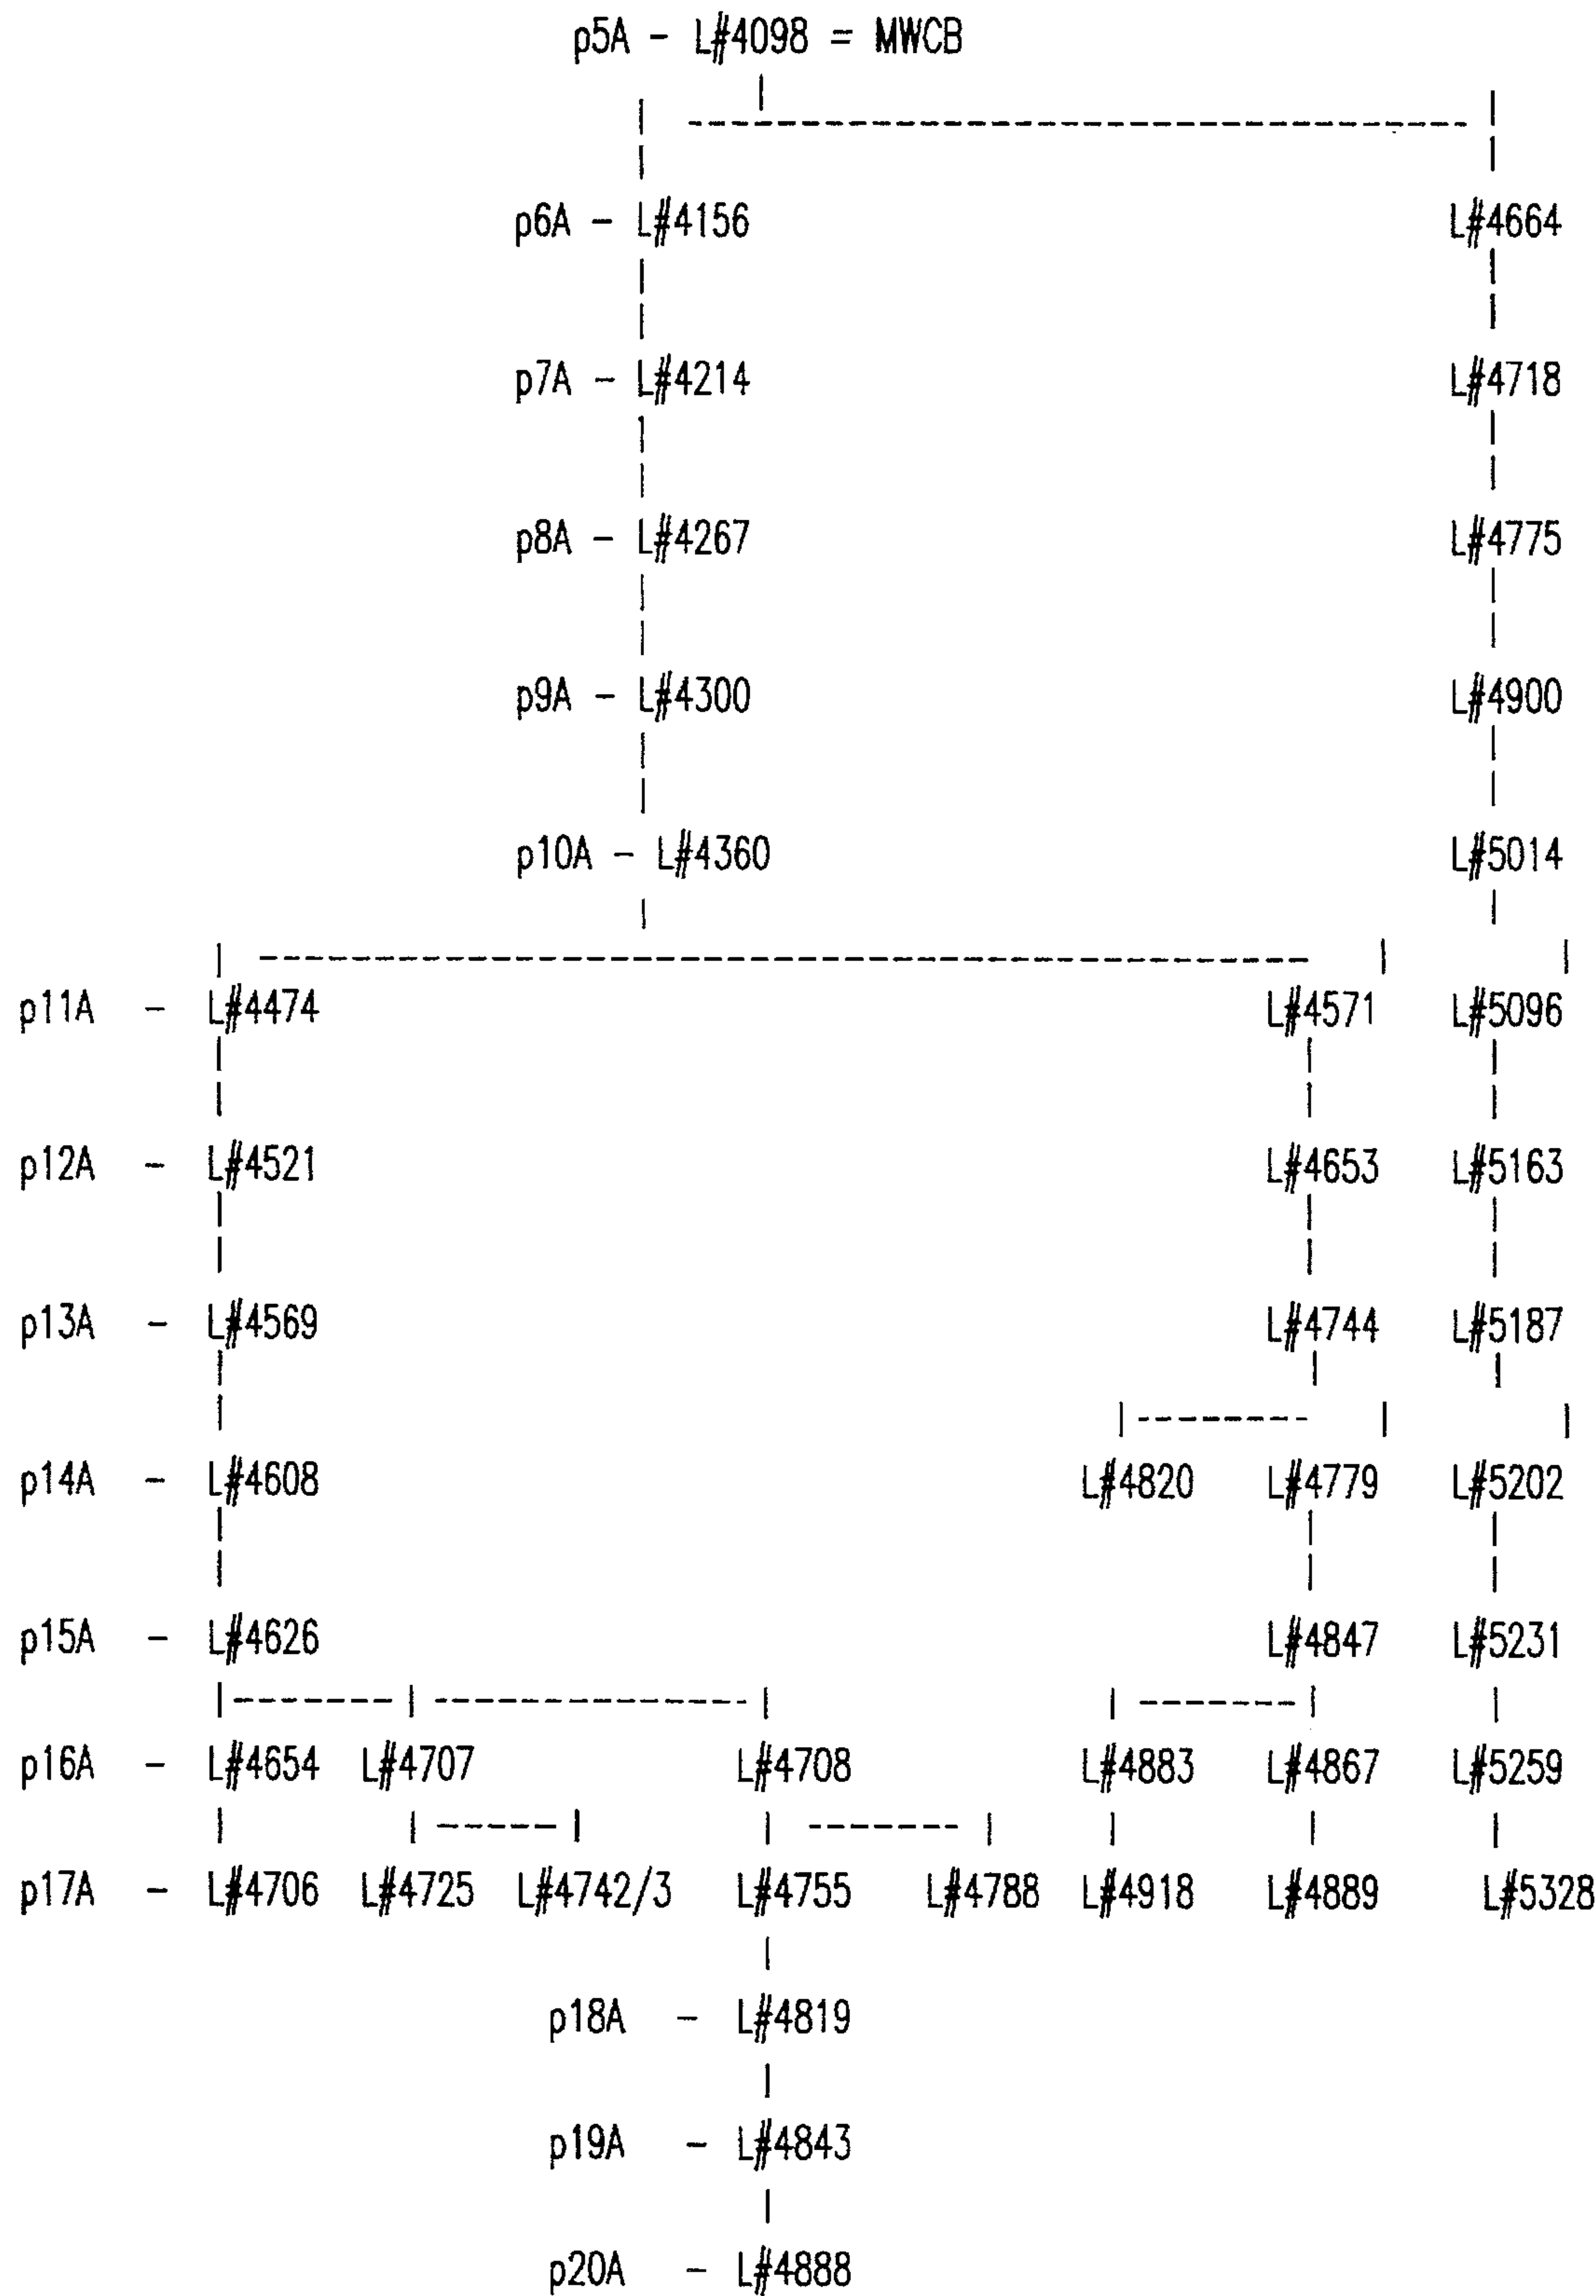 p5A - L#4098 = MWCB
p6A - L#4156 L#4664
p7A - L#4214 L#4718
p8A - L#4267 L#4775
p9A - L#4300 L#4900
p10A - L#4360 L#5014
p11A - L#4474 L#4571 L#5096
p12A - L#4521 L#4653 L#5163
p13A - L#4569 L#4744 L#5187
p14A - L#4608 L#4820 L#4779 L#5202
p15A - L#4626 L#4847 L#5231
p16A - L#4654 L#4707 L#4708 L#4883 L#4867 L#5259
p17A - L#4706 L#4725 L#4742/3 L#4755 L#4788 L#4918 L#4889 L#5328
p18A - L#4819
p19A - L#4843
p20A - L#4888